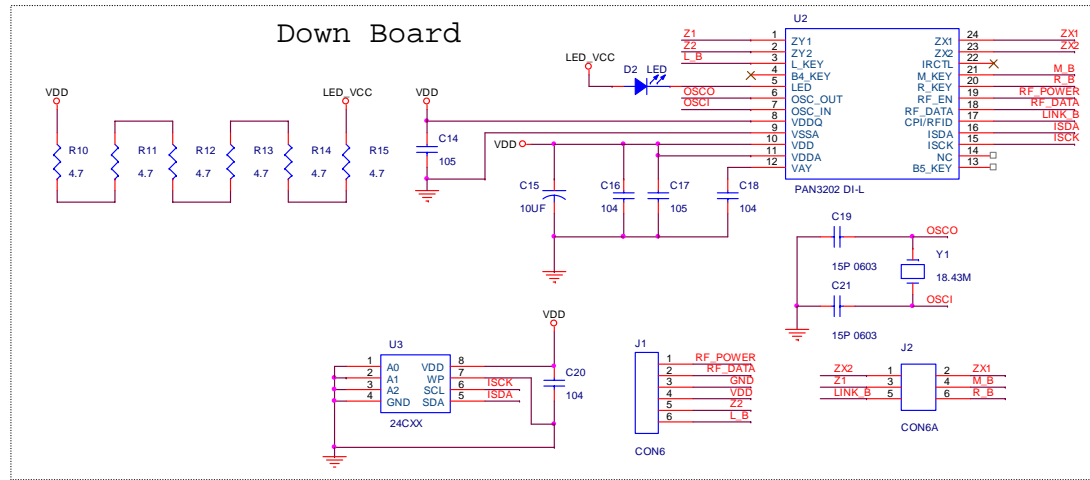 Down Board
VDD
LED_VCC
R10
4.7
R11
4.7
R12
4.7
R13
4.7
R14
4.7
R15
4.7
VDD
C14
105
LED_VCC
D2 LED
U2
Z1 1 ZY1 ZX1 24 ZX1
Z2 2 ZY2 ZX2 23 ZX2
L_B 3 L_KEY IRCTL 22
4 B4_KEY M_KEY 21 M_B
5 LED R_KEY 20 R_B
OSCO 6 OSC_OUT RF_EN 19 RF_POWER
OSCI 7 OSC_IN RF_DATA 18 RF_DATA
8 VDDQ CPI/RFID 17 LINK_B
9 VSSA ISDA 16 ISDA
10 VDD ISCK 15 ISCK
11 VDDA NC 14
12 VAY B5_KEY 13
PAN3202 DI-L
VDD
C15
10UF
C16
104
C17
105
C18
104
C19
15P 0603
C21
15P 0603
OSCO
Y1
18.43M
OSCI
VDD
U3
1 A0 VDD 8
2 A1 WP 7
3 A2 SCL 6 ISCK
4 GND SDA 5 ISDA
24CXX
C20
104
J1
1 RF_POWER
2 RF_DATA
3 GND
4 VDD
5 Z2
6 L_B
CON6
J2
ZX2 1 2 ZX1
Z1 3 4 M_B
LINK_B 5 6 R_B
CON6A